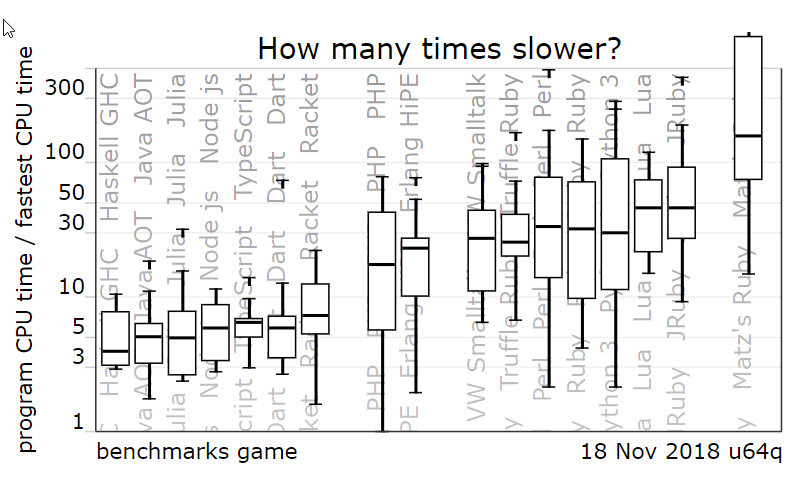 How many times slower?
program CPU time / fastest CPU time
300
100
50
30
10
5
3
1
Haskell GHC
Java AOT
Julia
Node js
TypeScript
Dart
Racket
PHP
Erlang HiPE
VW Smalltalk
Truffle Ruby
Perl
Ruby
Python 3
Lua
JRuby
Matz's Ruby
benchmarks game
18 Nov 2018 u64q